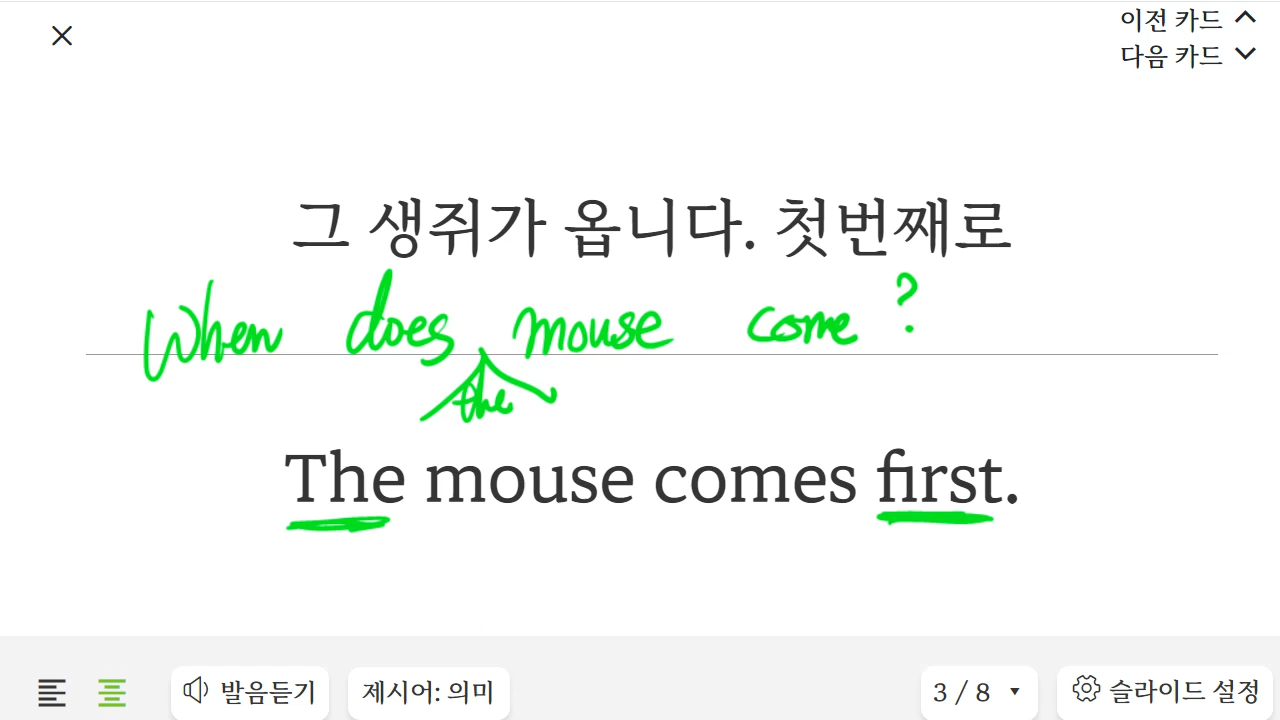 이전 카드
다음 카드
그 생쥐가 옵니다. 첫번째로
When does mouse come?
the
The mouse comes first.
발음듣기 제시어: 의미 3 / 8 슬라이드 설정